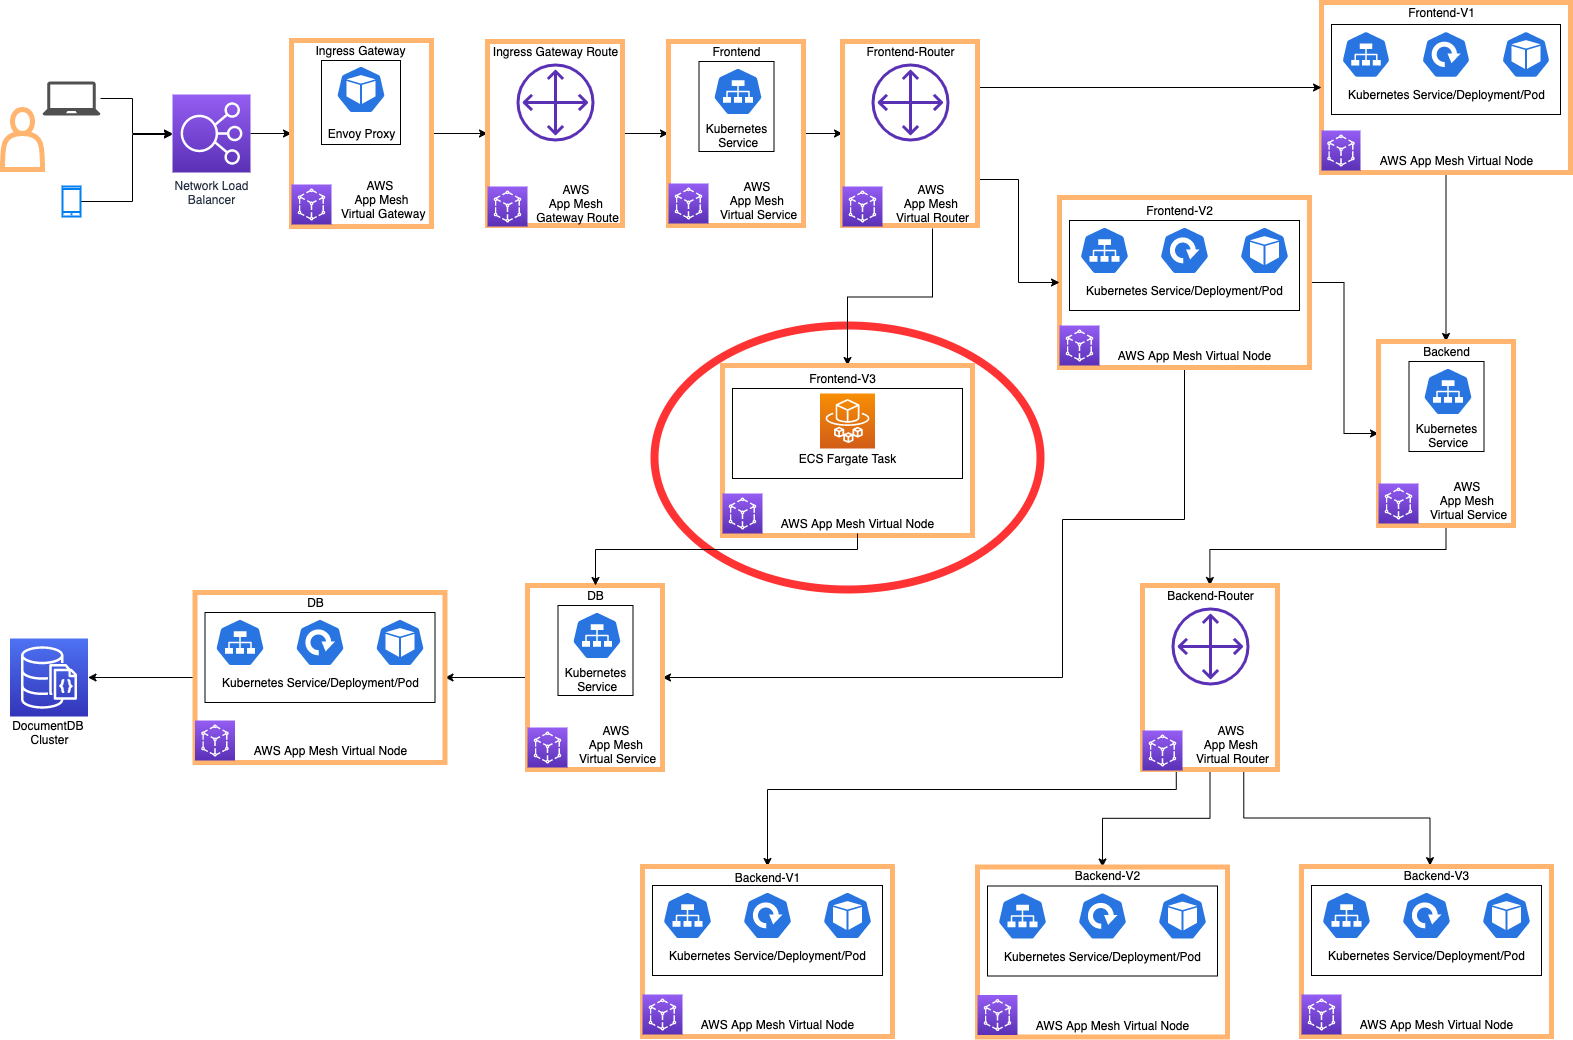 Network Load
Balancer
Ingress Gateway
Envoy Proxy
AWS
App Mesh
Virtual Gateway
Ingress Gateway Route
AWS
App Mesh
Gateway Route
Frontend
Kubernetes
Service
AWS
App Mesh
Virtual Service
Frontend-Router
AWS
App Mesh
Virtual Router
Frontend-V1
Kubernetes Service/Deployment/Pod
AWS App Mesh Virtual Node
Frontend-V2
Kubernetes Service/Deployment/Pod
AWS App Mesh Virtual Node
Frontend-V3
ECS Fargate Task
AWS App Mesh Virtual Node
Backend
Kubernetes
Service
AWS
App Mesh
Virtual Service
DocumentDB
Cluster
DB
Kubernetes Service/Deployment/Pod
AWS App Mesh Virtual Node
DB
Kubernetes
Service
AWS
App Mesh
Virtual Service
Backend-Router
AWS
App Mesh
Virtual Router
Backend-V1
Kubernetes Service/Deployment/Pod
AWS App Mesh Virtual Node
Backend-V2
Kubernetes Service/Deployment/Pod
AWS App Mesh Virtual Node
Backend-V3
Kubernetes Service/Deployment/Pod
AWS App Mesh Virtual Node